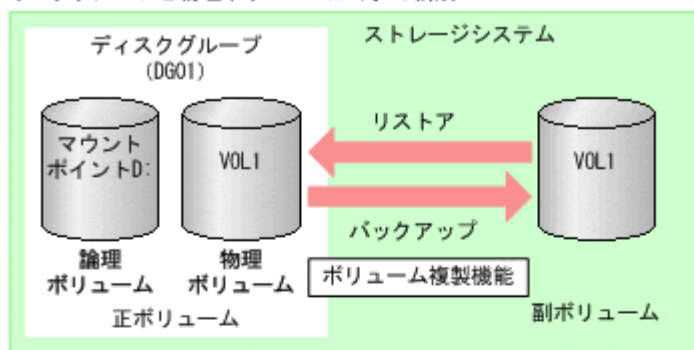 ディスクグループ
(DG01)
ストレージシステム
マウント
ポイントD:
VOL1
リストア
VOL1
バックアップ
論理
ボリューム
物理
ボリューム
ボリューム複製機能
正ボリューム
副ボリューム